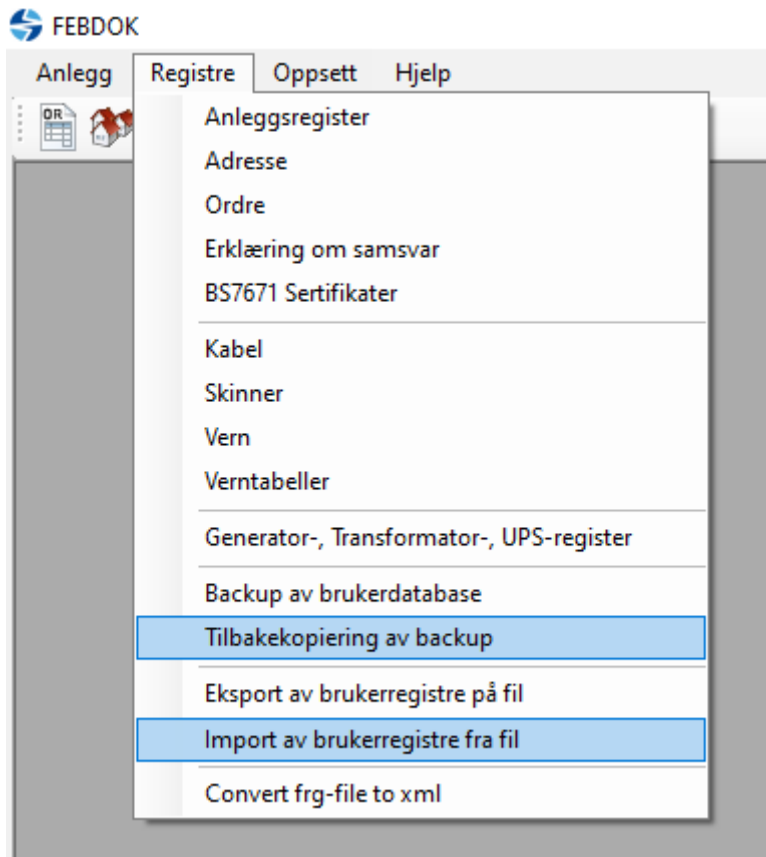 FEBDOK
Anlegg Registre Oppsett Hjelp
OR
Anleggsregister
Adresse
Ordre
Erklæring om samsvar
BS7671 Sertifikater
Kabel
Skinner
Vern
Verntabeller
Generator-, Transformator-, UPS-register
Backup av brukerdatabase
Tilbakekopiering av backup
Eksport av brukerregistre på fil
Import av brukerregistre fra fil
Convert frg-file to xml